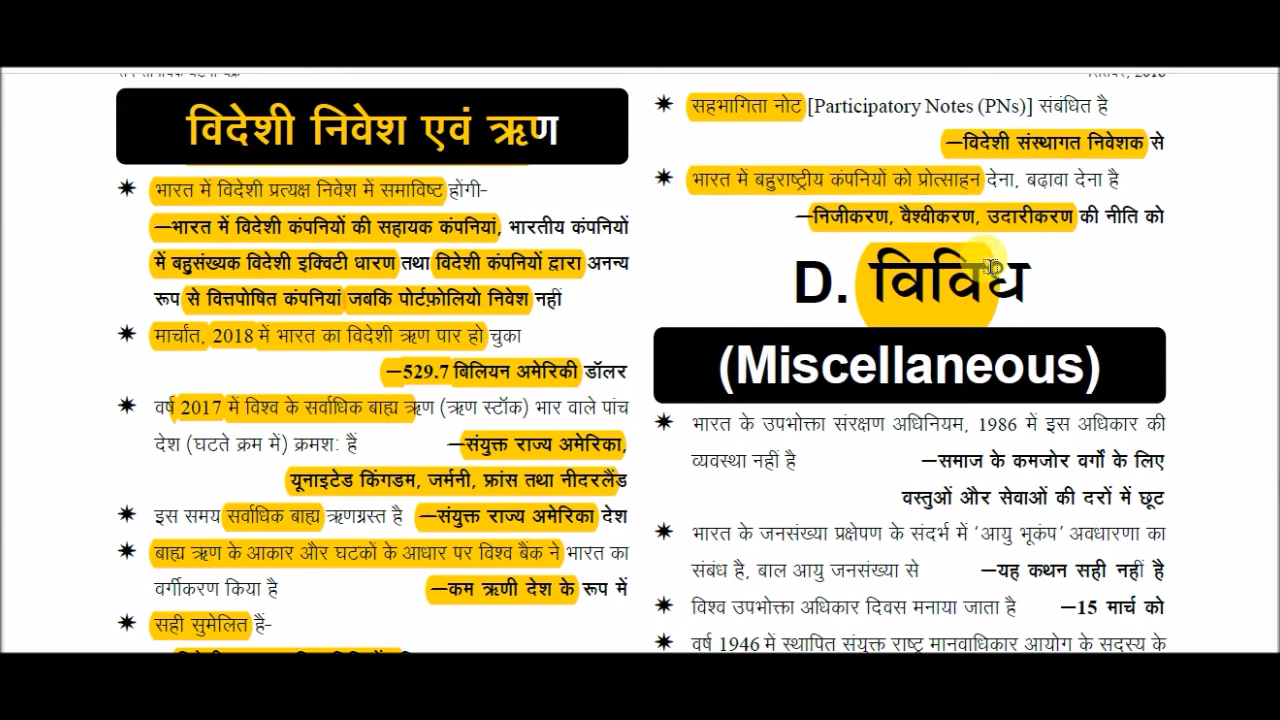 विदेशी निवेश एवं ऋण
✷ भारत में विदेशी प्रत्यक्ष निवेश में समाविष्ट होंगी-
—भारत में विदेशी कंपनियों की सहायक कंपनियां, भारतीय कंपनियों
में बहुसंख्यक विदेशी इक्विटी धारण तथा विदेशी कंपनियों द्वारा अनन्य
रूप से वित्तपोषित कंपनियां जबकि पोर्टफ़ोलियो निवेश नहीं
✷ मार्चांत, 2018 में भारत का विदेशी ऋण पार हो चुका
—529.7 बिलियन अमेरिकी डॉलर
✷ वर्ष 2017 में विश्व के सर्वाधिक बाह्य ऋण (ऋण स्टॉक) भार वाले पांच
देश (घटते क्रम में) क्रमश: हैं —संयुक्त राज्य अमेरिका,
यूनाइटेड किंगडम, जर्मनी, फ्रांस तथा नीदरलैंड
✷ इस समय सर्वाधिक बाह्य ऋणग्रस्त है —संयुक्त राज्य अमेरिका देश
✷ बाह्य ऋण के आकार और घटकों के आधार पर विश्व बैंक ने भारत का
वर्गीकरण किया है —कम ऋणी देश के रूप में
✷ सही सुमेलित हैं-
✷ सहभागिता नोट [Participatory Notes (PNs)] संबंधित है
—विदेशी संस्थागत निवेशक से
✷ भारत में बहुराष्ट्रीय कंपनियों को प्रोत्साहन देना, बढ़ावा देना है
—निजीकरण, वैश्वीकरण, उदारीकरण की नीति को
D. विविध
(Miscellaneous)
✷ भारत के उपभोक्ता संरक्षण अधिनियम, 1986 में इस अधिकार की
व्यवस्था नहीं है —समाज के कमजोर वर्गों के लिए
वस्तुओं और सेवाओं की दरों में छूट
✷ भारत के जनसंख्या प्रक्षेपण के संदर्भ में ‘आयु भूकंप’ अवधारणा का
संबंध है, बाल आयु जनसंख्या से —यह कथन सही नहीं है
✷ विश्व उपभोक्ता अधिकार दिवस मनाया जाता है —15 मार्च को
✷ वर्ष 1946 में स्थापित संयुक्त राष्ट्र मानवाधिकार आयोग के सदस्य के